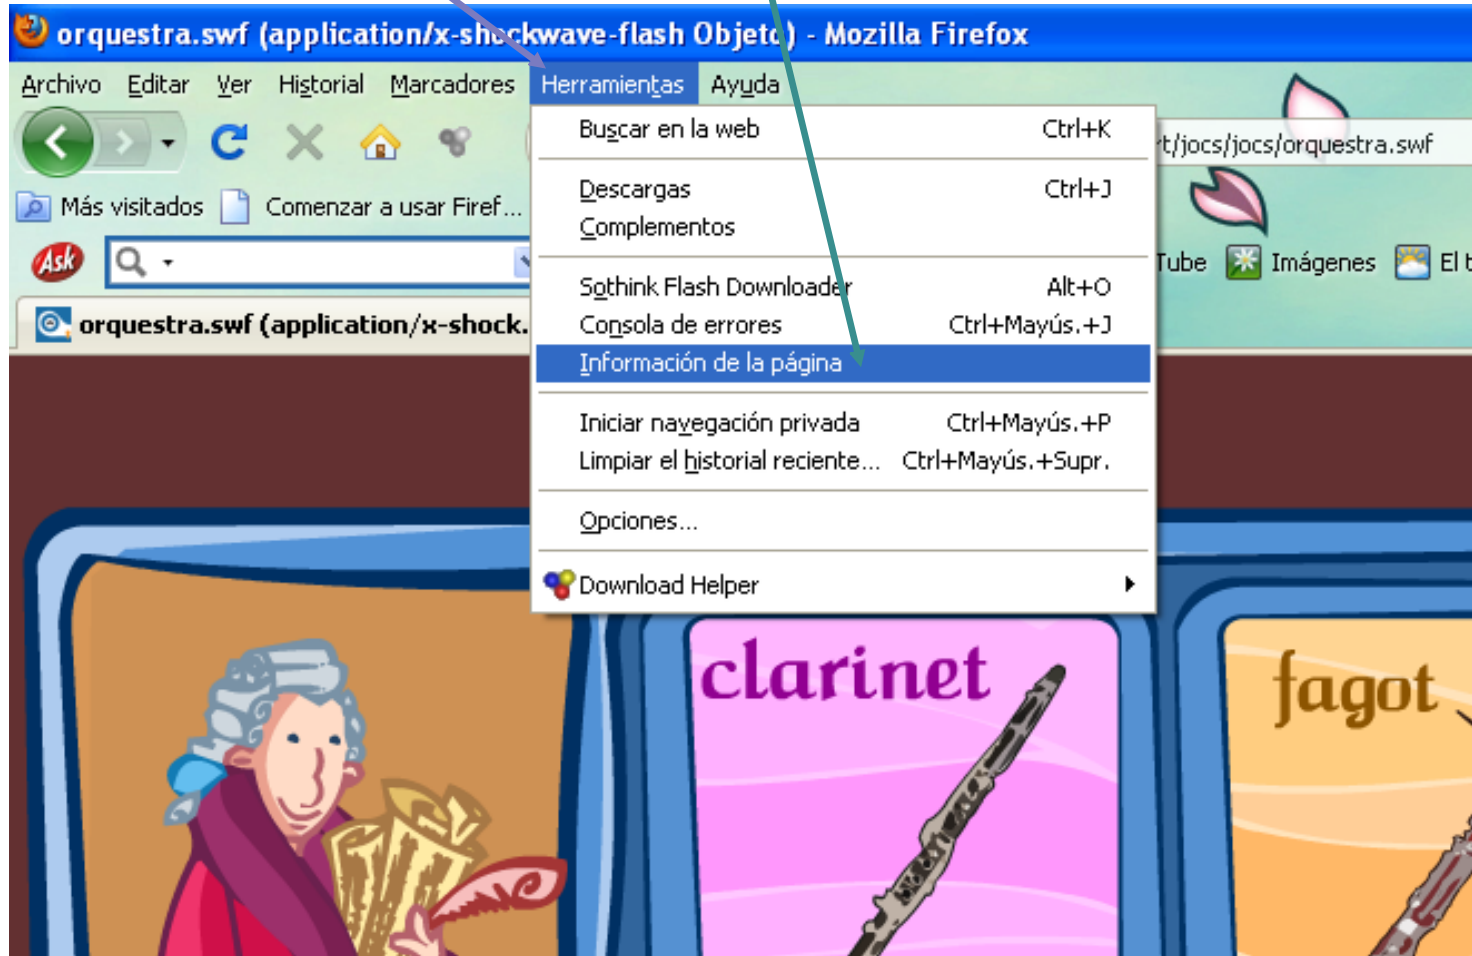 orquestra.swf (application/x-shockwave-flash Objeto) - Mozilla Firefox
Archivo Editar Ver Historial Marcadores Herramientas Ayuda
Buscar en la web Ctrl+K
t/jocs/jocs/orquestra.swf
Descargas Ctrl+J
Más visitados Comenzar a usar Firef...
Complementos
Ask
Tube Imágenes El t
Sothink Flash Downloader Alt+O
orquestra.swf (application/x-shock.
Consola de errores Ctrl+Mayús.+J
Información de la página
Iniciar navegación privada Ctrl+Mayús.+P
Limpiar el historial reciente... Ctrl+Mayús.+Supr.
Opciones...
Download Helper
clarinet
fagot